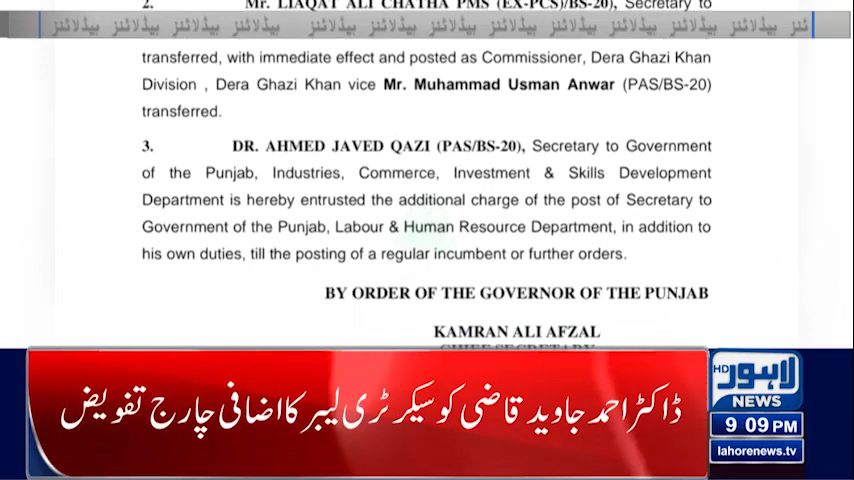 2. Mr. LIAQAT ALI CHATHA PMS (EX-PCS)/BS-20), Secretary to
ہیڈلائنز ہیڈلائنز ہیڈلائنز ہیڈلائنز ہیڈلائنز ہیڈلائنز ہیڈلائنز ہیڈلائنز ہیڈلائنز ہیڈلائنز ہیڈلائنز
transferred, with immediate effect and posted as Commissioner, Dera Ghazi Khan
Division , Dera Ghazi Khan vice Mr. Muhammad Usman Anwar (PAS/BS-20)
transferred.
3. DR. AHMED JAVED QAZI (PAS/BS-20), Secretary to Government
of the Punjab, Industries, Commerce, Investment & Skills Development
Department is hereby entrusted the additional charge of the post of Secretary to
Government of the Punjab, Labour & Human Resource Department, in addition to
his own duties, till the posting of a regular incumbent or further orders.
BY ORDER OF THE GOVERNOR OF THE PUNJAB
KAMRAN ALI AFZAL
CHIEF SECRETARY
ڈاکٹر احمد جاوید قاضی کو سیکرٹری لیبر کا اضافی چارج تفویض
HD لاہور
NEWS
9 09 PM
lahorenews.tv